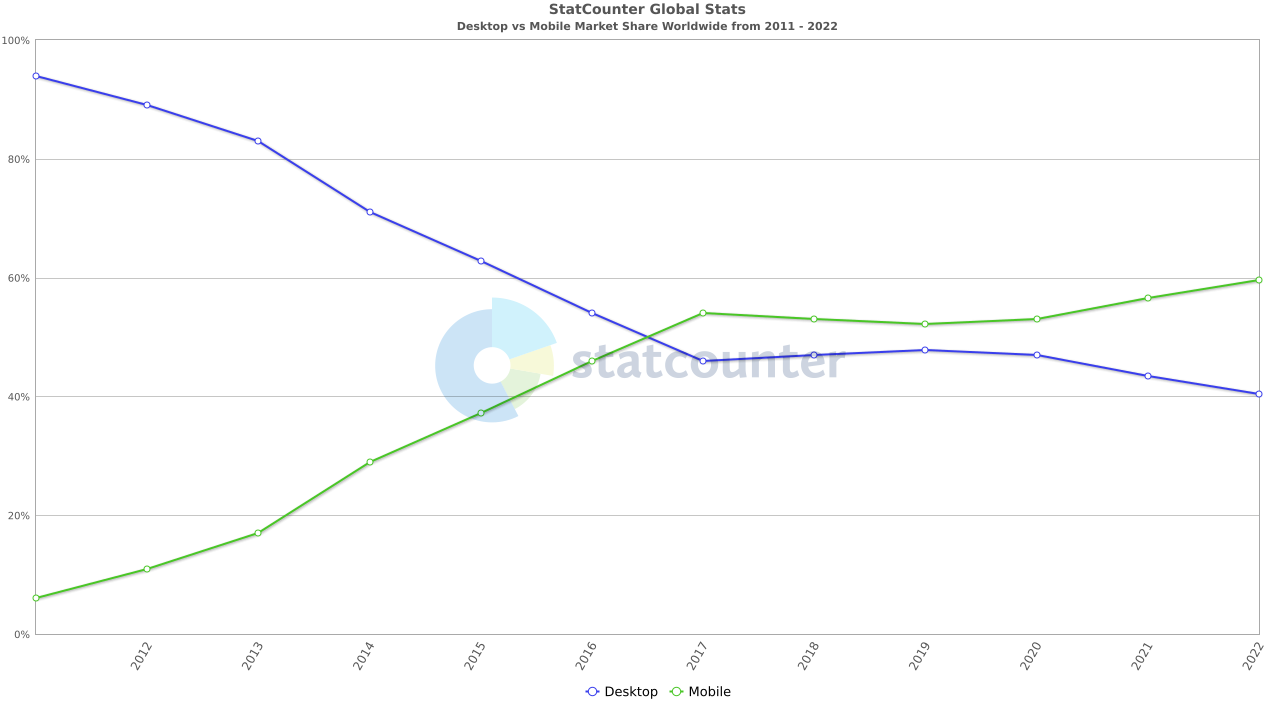 StatCounter Global Stats
Desktop vs Mobile Market Share Worldwide from 2011 - 2022
100%
80%
60%
statcounter
40%
20%
0%
2012 2013 2014 2015 2016 2017 2018 2019 2020 2021 2022
Desktop Mobile